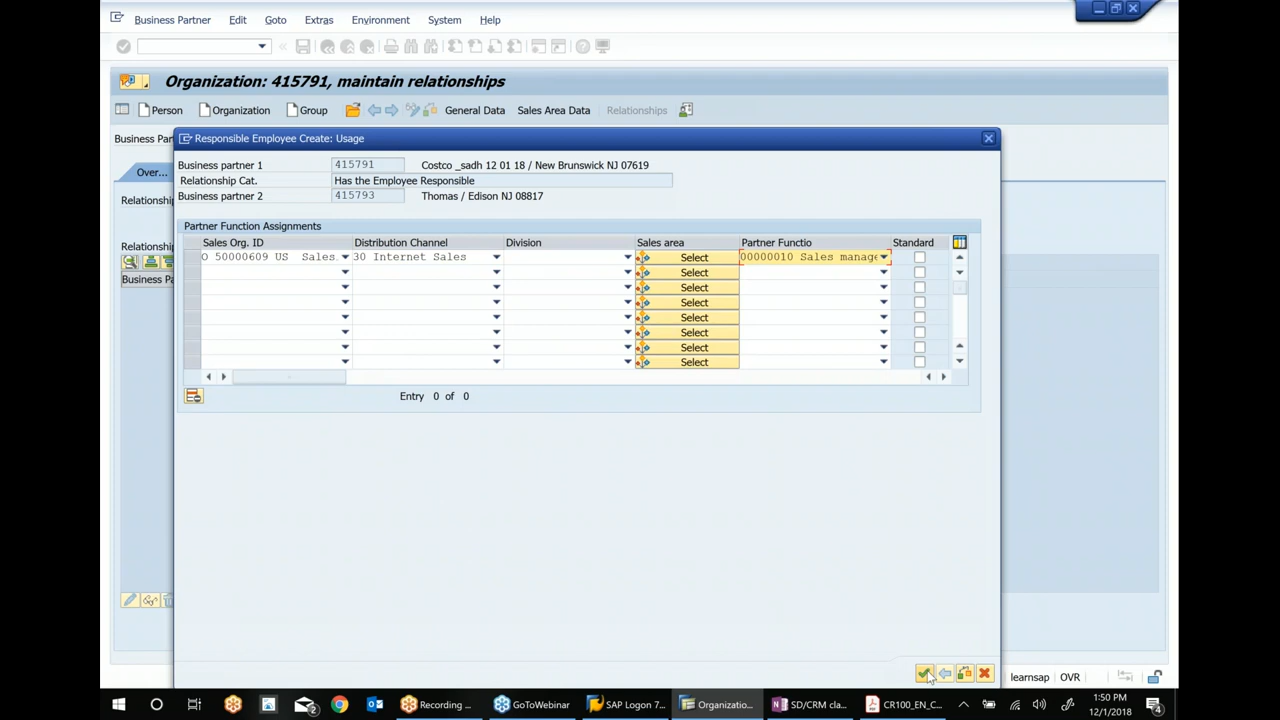 Business Partner Edit Goto Extras Environment System Help
Organization: 415791, maintain relationships
Person Organization Group General Data Sales Area Data Relationships
Business Par
Responsible Employee Create: Usage
Business partner 1 415791 Costco _sadh 12 01 18 / New Brunswick NJ 07619
Relationship Cat. Has the Employee Responsible
Business partner 2 415793 Thomas / Edison NJ 08817
Over...
Relationship
Relationship
Business Pa
Partner Function Assignments
Sales Org. ID Distribution Channel Division Sales area Partner Functio Standard
O 50000609 US Sales. 30 Internet Sales Select 00000010 Sales manage
Select
Select
Select
Select
Select
Select
Select
Entry 0 of 0
learnsap OVR
Recording ... GoToWebinar SAP Logon 7... Organizatio... SD/CRM cla... CR100_EN_C...
1:50 PM
12/1/2018
4